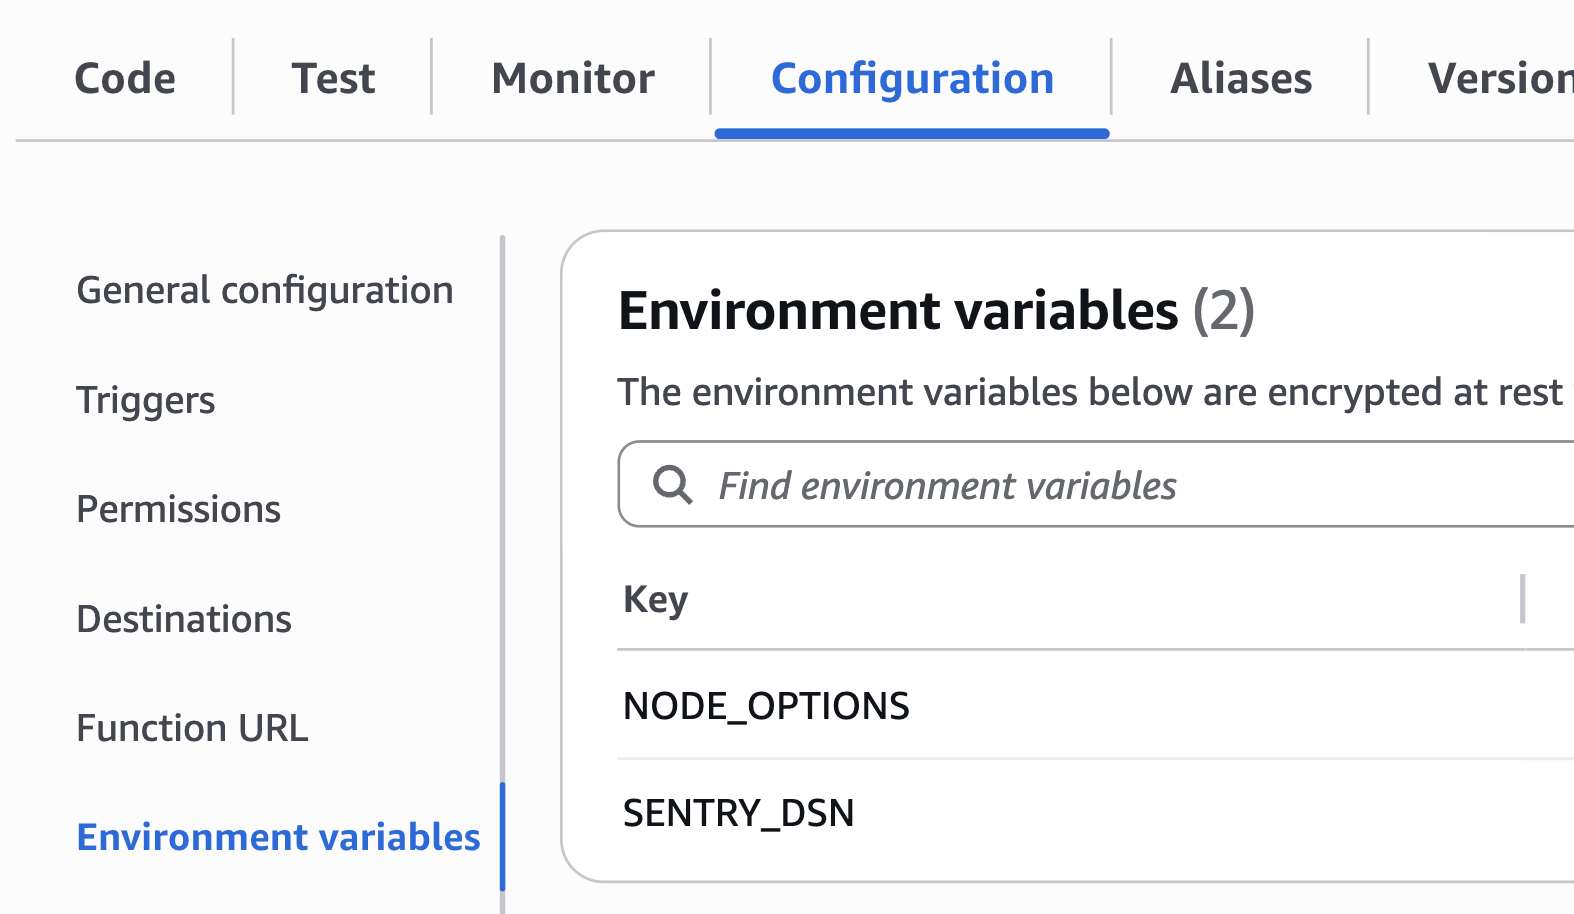 Code
Test
Monitor
Configuration
Aliases
Version
General configuration
Triggers
Permissions
Destinations
Function URL
Environment variables
Environment variables (2)
The environment variables below are encrypted at rest
Find environment variables
Key
NODE_OPTIONS
SENTRY_DSN